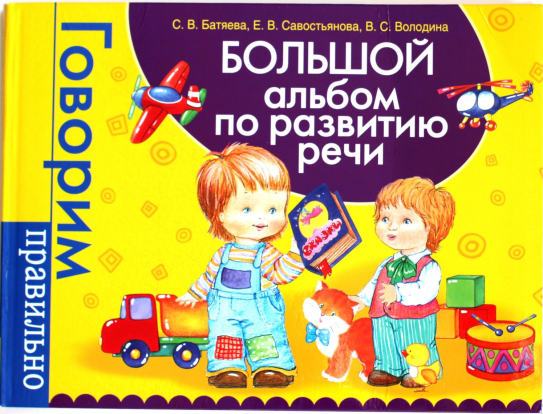 С. В. Батяева, Е. В. Савостьянова, В. С. Володина
БОЛЬШОЙ
альбом
по развитию
речи
Говорим
правильно
Сказки